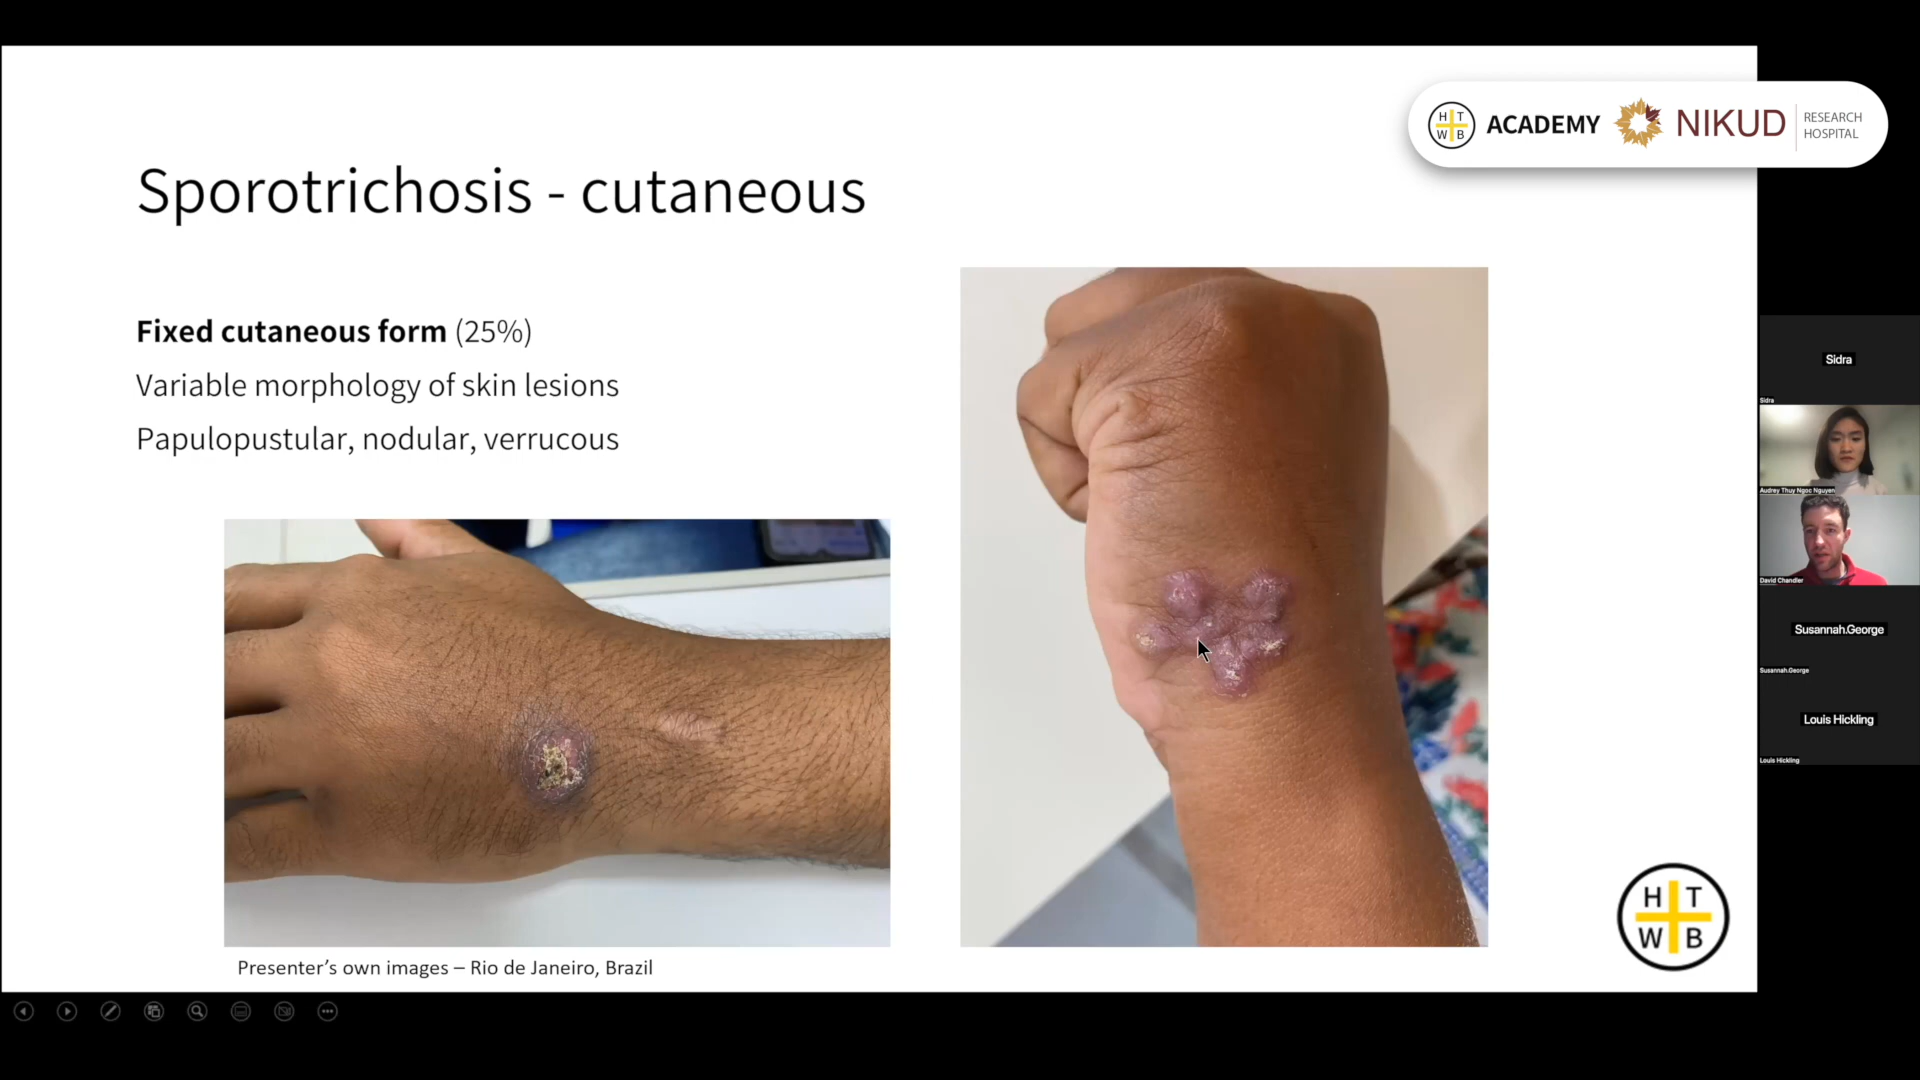 H T
W B
ACADEMY
NIKUD
RESEARCH
HOSPITAL
Sporotrichosis - cutaneous
Fixed cutaneous form (25%)
Variable morphology of skin lesions
Papulopustular, nodular, verrucous
Presenter’s own images – Rio de Janeiro, Brazil
H T
W B
Sidra
Sidra
Audrey Thuy Ngoc Nguyen
David Chandler
Susannah.George
Susannah.George
Louis Hickling
Louis Hickling